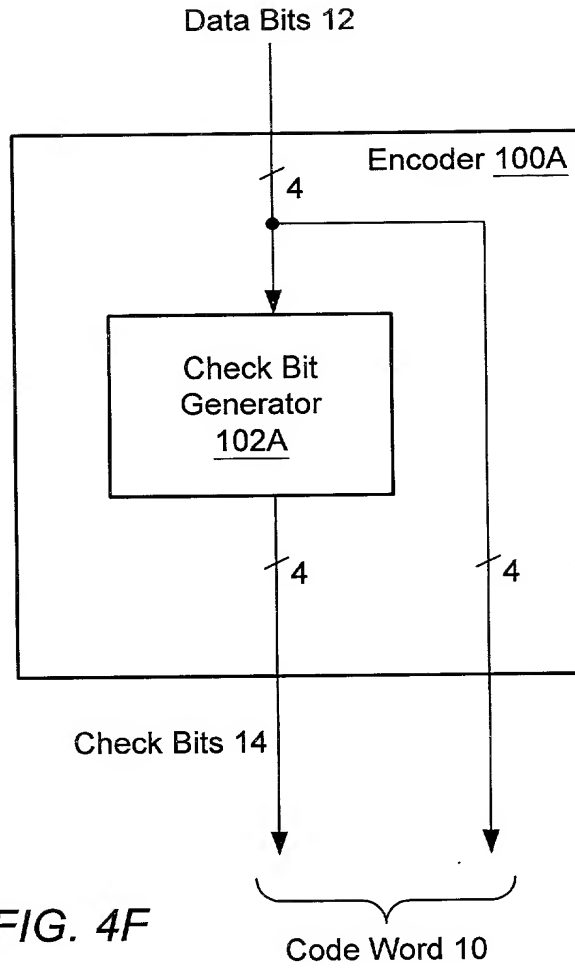 Data Bits 12
Encoder 100A
4
Check Bit
Generator
102A
4
4
Check Bits 14
FIG. 4F
Code Word 10